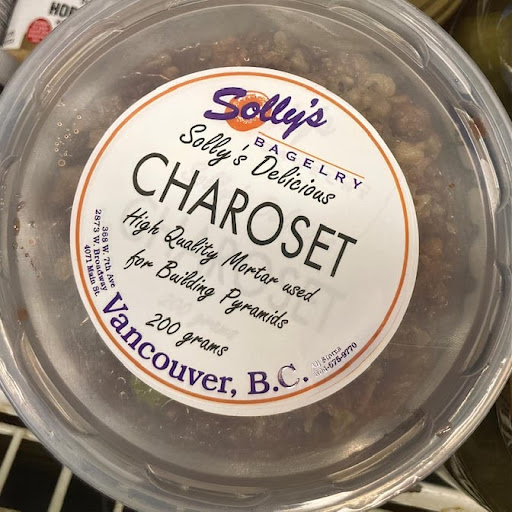 Solly's
BAGELRY
Solly's Delicious
CHAROSET
High Quality Mortar used
for Building Pyramids
200 grams
368 W. 7th Ave
2873 W. Broadway
4071 Main St.
Vancouver, B.C.
HO